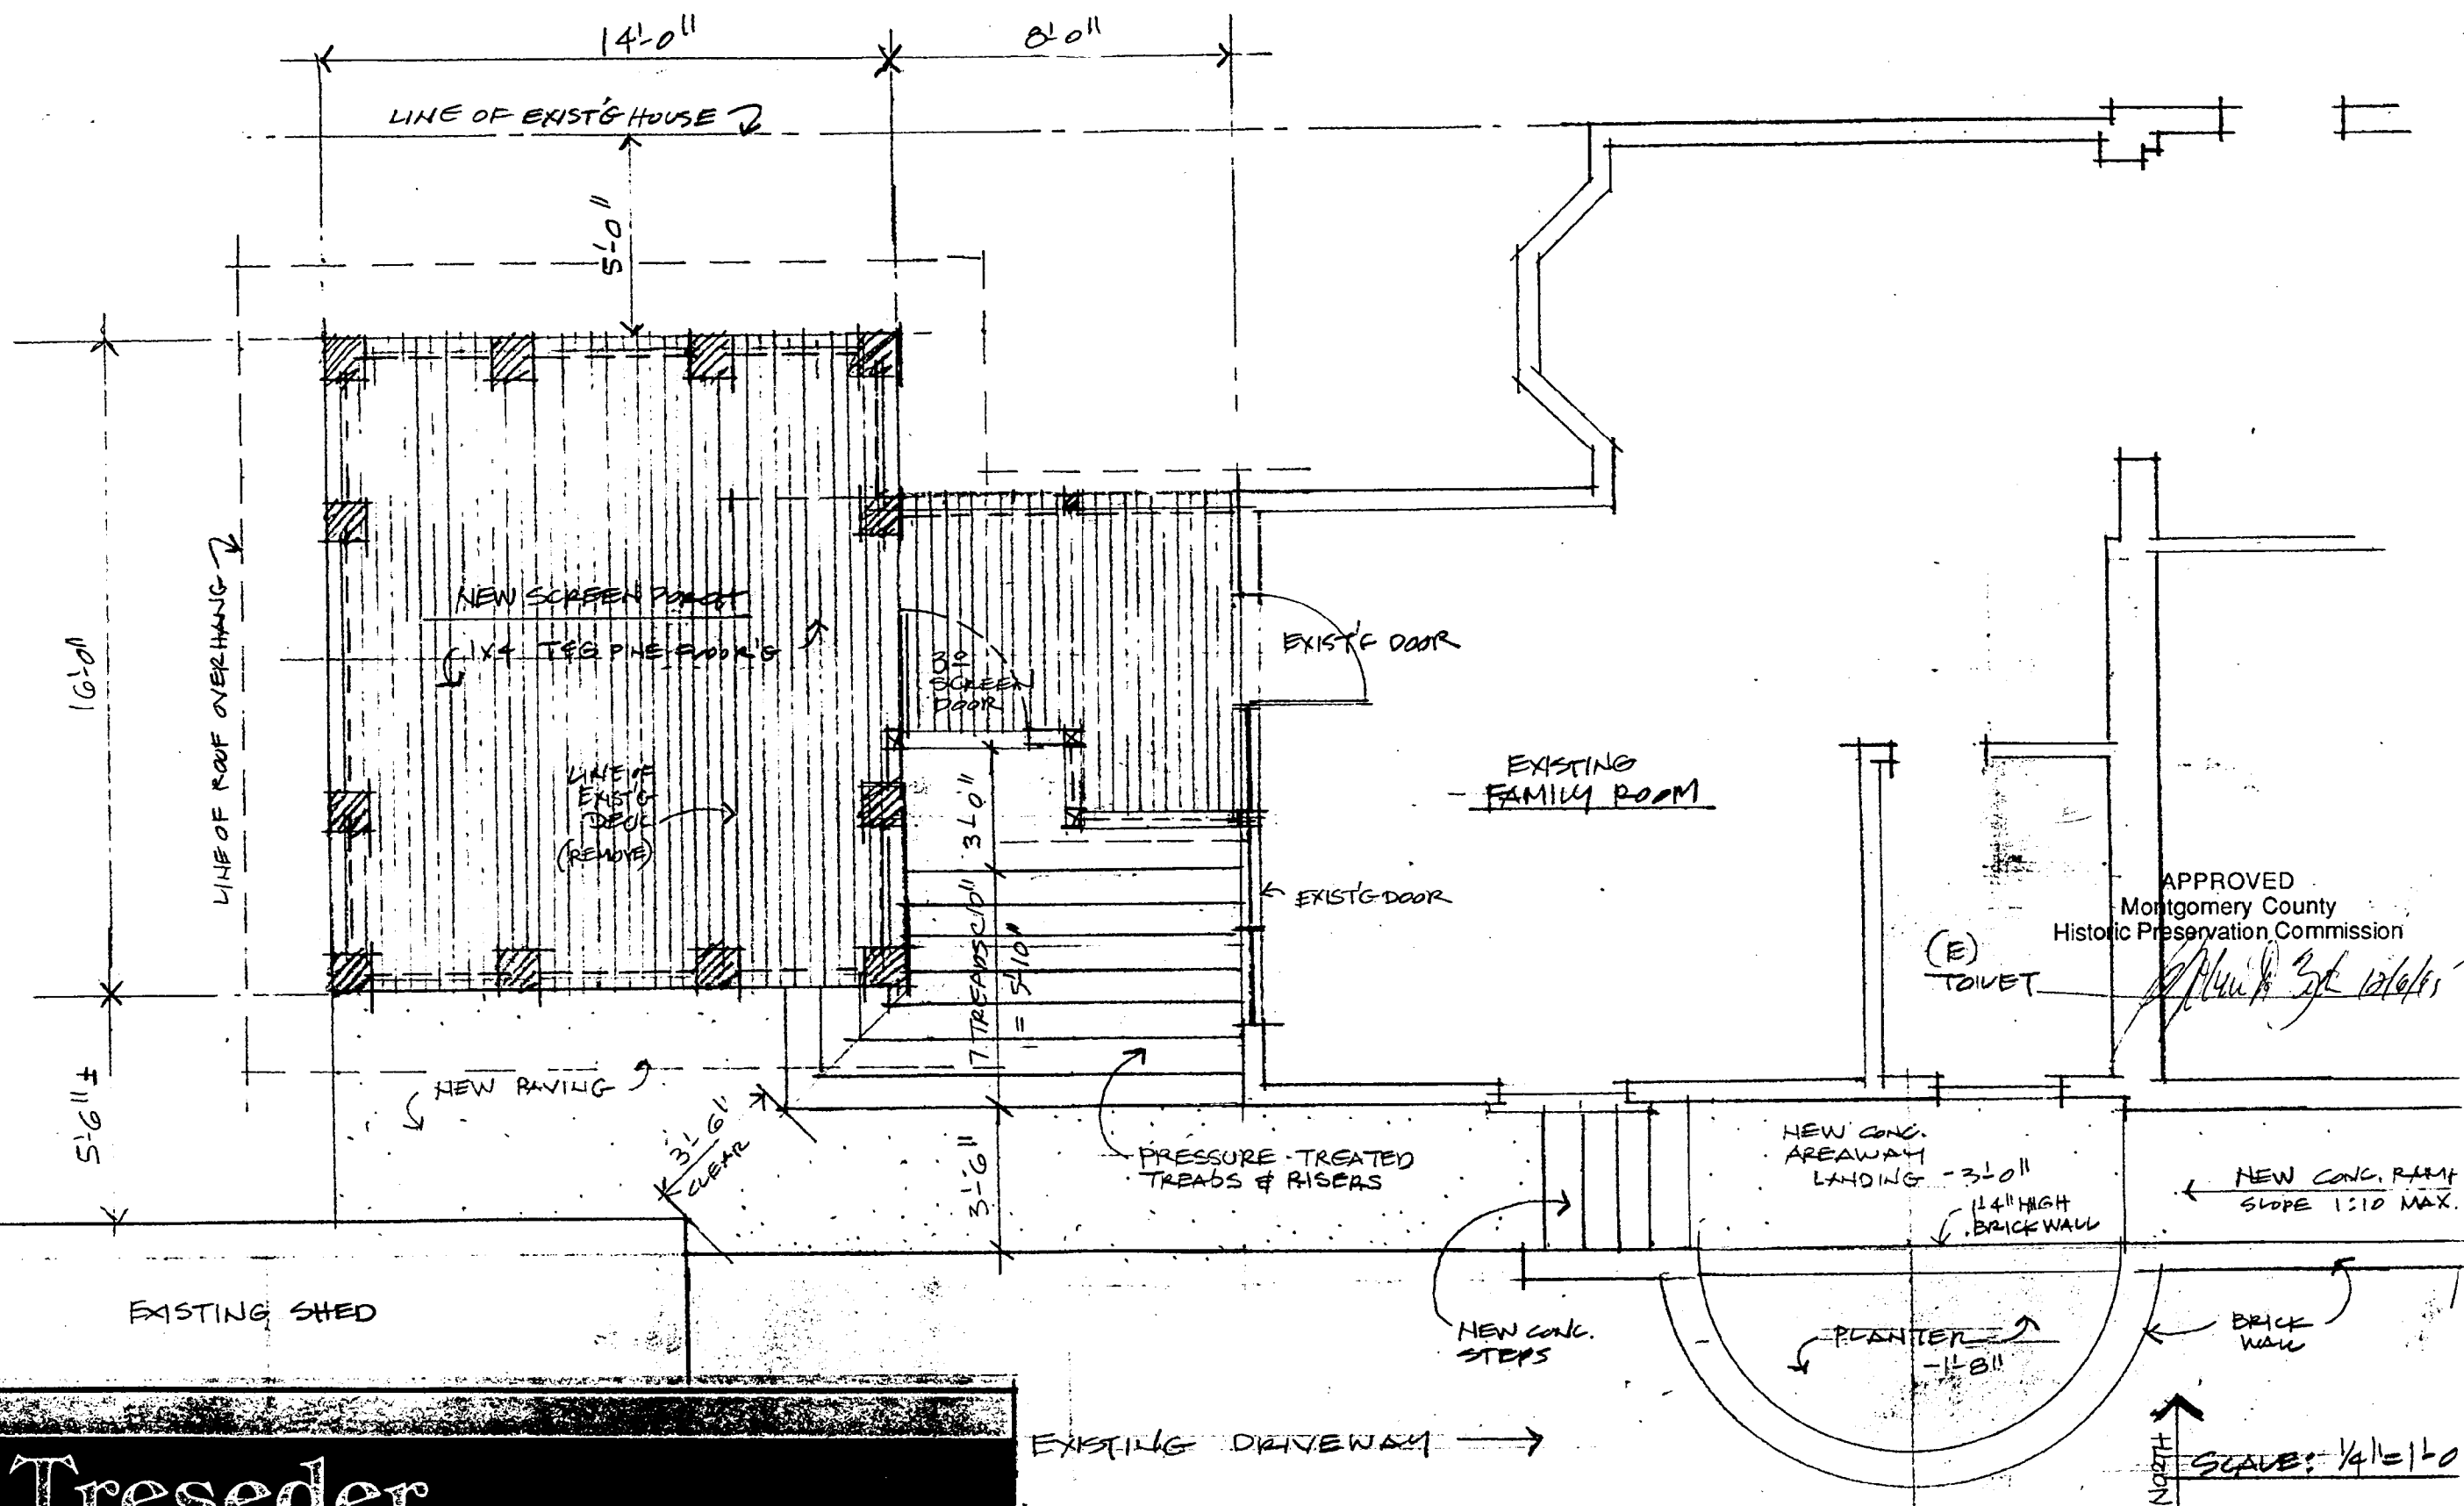 14'-0"
8'-0"
LINE OF EXIST'G HOUSE
5'-0"
16'-0"
LINE OF ROOF OVERHANG
NEW SCREEN PORCH
1X4 T&G PINE FLOOR'G
3'0
SCREEN
DOOR
EXIST'G DOOR
LINE OF
EXIST'G
DECK
(REMOVE)
3'-0"
EXISTING
FAMILY ROOM
EXIST'G DOOR
7 TREADS@10"
= 5'-10"
APPROVED
Montgomery County
Historic Preservation Commission
(E)
TOILET
5'-6" ±
NEW PAVING
3'-6"
CLEAR
3'-6"
PRESSURE-TREATED
TREADS & RISERS
NEW CONC.
AREAWAY
LANDING -3'-0"
1'4" HIGH
BRICK WALL
NEW CONC. RAMP
SLOPE 1:10 MAX.
EXISTING SHED
NEW CONC.
STEPS
PLANTER
-1'-8"
BRICK
WALL
EXISTING DRIVEWAY
NORTH
SCALE: 1/4"=1'-0
Treseder